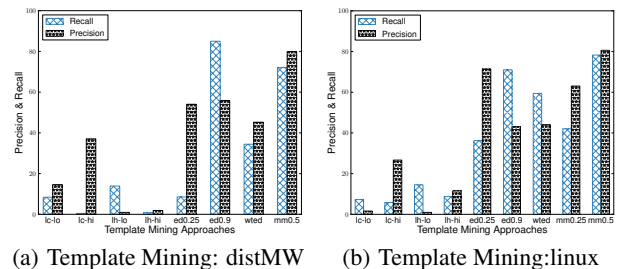 100
80
60
40
20
0
Precision & Recall
Recall
Precision
lc-lo lc-hi lh-lo lh-hi ed0.25 ed0.9 wted mm0.5
Template Mining Approaches
(a) Template Mining: distMW
100
80
60
40
20
0
Precision & Recall
Recall
Precision
lc-lo lc-hi lh-lo lh-hi ed0.25 ed0.9 wted mm0.25 mm0.5
Template Mining Approaches
(b) Template Mining:linux